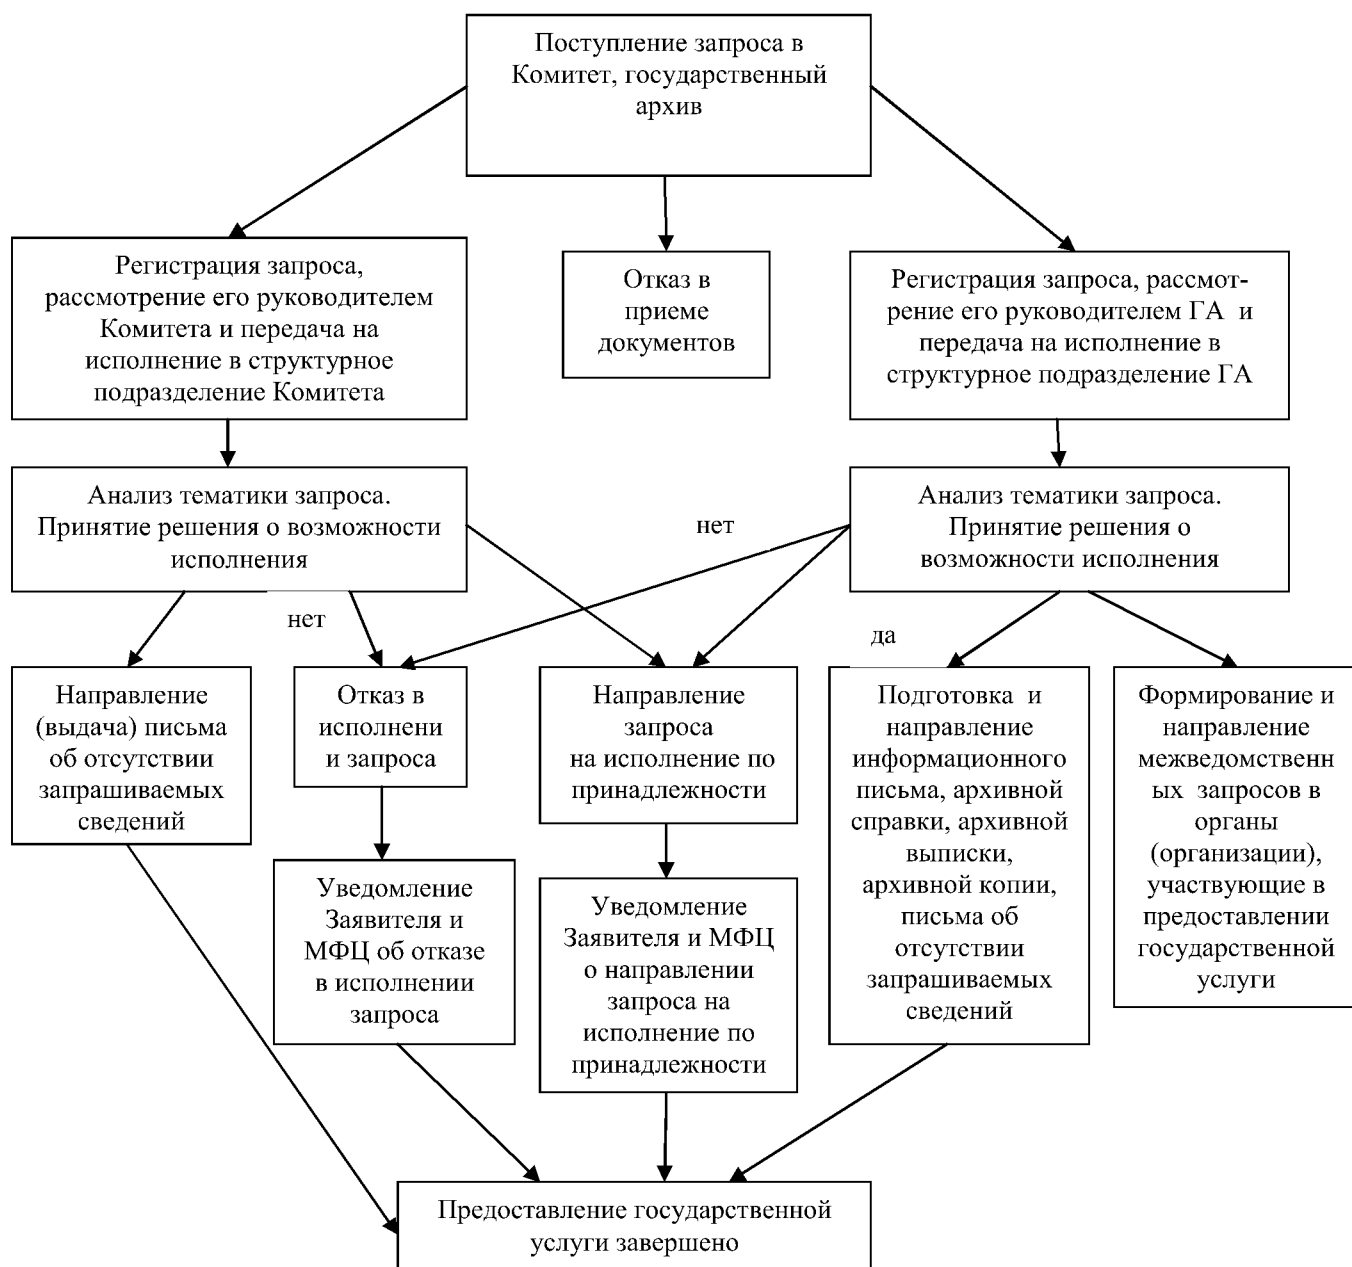 Поступление запроса в
Комитет, государственный
архив
Регистрация запроса,
рассмотрение его руководителем
Комитета и передача на
исполнение в структурное
подразделение Комитета
Отказ в
приеме
документов
Регистрация запроса, рассмот-
рение его руководителем ГА и
передача на исполнение в
структурное подразделение ГА
Анализ тематики запроса.
Принятие решения о возможности
исполнения
нет
Анализ тематики запроса.
Принятие решения о
возможности исполнения
нет
да
Направление
(выдача) письма
об отсутствии
запрашиваемых
сведений
Отказ в
исполнени
и запроса
Направление
запроса
на исполнение по
принадлежности
Подготовка и
направление
информационного
письма, архивной
справки, архивной
выписки,
архивной копии,
письма об
отсутствии
запрашиваемых
сведений
Формирование и
направление
межведомственн
ых запросов в
органы
(организации),
участвующие в
предоставлении
государственной
услуги
Уведомление
Заявителя и
МФЦ об отказе
в исполнении
запроса
Уведомление
Заявителя и МФЦ
о направлении
запроса на
исполнение по
принадлежности
Предоставление государственной
услуги завершено